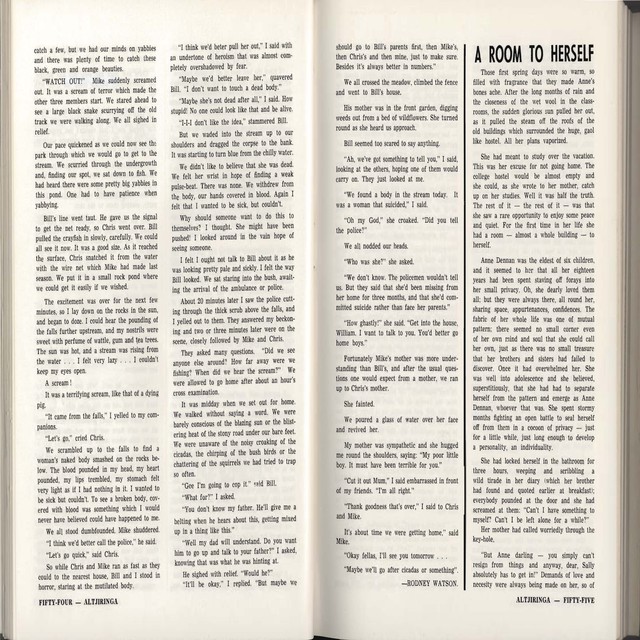 catch a few, but we had our minds on yabbies
and there was plenty of time to catch these
black, green and orange beauties.
"WATCH OUT!" Mike suddenly screamed
out. It was a scream of terror which made the
other three members start. We stared ahead to
see a large black snake scurrying off the old
track we were walking along. We all sighed in
relief.
Our pace quickened as we could now see the
park through which we would go to get to the
stream. We scurried through the undergrowth
and, finding our spot, we sat down to fish. We
had heard there were some pretty big yabbies in
this pond. One had to have patience when
yabbying.
Bill's line went taut. He gave us the signal
to get the net ready, so Chris went over. Bill
pulled the crayfish in slowly, carefully. We could
all see it now. It was a good size. As it reached
the surface, Chris snatched it from the water
with the wire net which Mike had made last
season. We put it in a small rock pond where
we could get it easily if we wished.
The excitement was over for the next few
minutes, so I lay down on the rocks in the sun,
and began to doze. I could hear the pounding of
the falls further upstream, and my nostrils were
sweet with perfume of wattle, gum and tea trees.
The sun was hot, and a stream was rising from
the water . . . I felt very lazy . . . I couldn't
keep my eyes open.
A scream!
It was a terrifying scream, like that of a dying
pig.
"It came from the falls," I yelled to my com-
panions.
"Let's go," cried Chris.
We scrambled up to the falls to find a
woman's naked body smashed on the rocks be-
low. The blood pounded in my head, my heart
pounded, my lips trembled, my stomach felt
very light as if I had nothing in it. I wanted to
be sick but couldn't. To see a broken body, cov-
ered with blood was something which I would
never have believed could have happened to me.
We all stood dumbfounded. Mike shuddered.
"I think we'd better call the police," he said.
"Let's go quick," said Chris.
So while Chris and Mike ran as fast as they
could to the nearest house, Bill and I stood in
horror, staring at the mutilated body.
FIFTY-FOUR — ALTJIRINGA
"I think we'd beter pull her out," I said with
an undertone of heroism that was almost com-
pletely overshadowed by fear.
"Maybe we'd better leave her," quavered
Bill. "I don't want to touch a dead body."
"Maybe she's not dead after all," I said. How
stupid! No one could look like that and be alive.
"I-I-I don't like the idea," stammered Bill.
But we waded into the stream up to our
shoulders and dragged the corpse to the bank.
It was starting to turn blue from the chilly water.
We didn't like to believe that she was dead.
We felt her wrist in hope of finding a weak
pulse-beat. There was none. We withdrew from
the body, our hands covered in blood. Again I
felt that I wanted to be sick, but couldn't.
Why should someone want to do this to
themselves? I thought. She might have been
pushed! I looked around in the vain hope of
seeing someone.
I felt I ought not to talk to Bill about it as he
was looking pretty pale and sickly. I felt the way
Bill looked. We sat staring into the bush, await-
ing the arrival of the ambulance or police.
About 20 minutes later I saw the police cutt-
ing through the thick scrub above the falls, and
I yelled out to them. They answered my beckon-
ing and two or three minutes later were on the
scene, closely followed by Mike and Chris.
They asked many questions. "Did we see
anyone else around? How far away were we
fishing? When did we hear the scream?" We
were allowed to go home after about an hour's
cross examination.
It was midday when we set out for home.
We walked without saying a word. We were
barely conscious of the blazing sun or the blist-
ering heat of the stony road under our bare feet.
We were unaware of the noisy croaking of the
cicadas, the chirping of the bush birds or the
chattering of the squirrels we had tried to trap
so often.
"Gee I'm going to cop it." said Bill.
"What for?" I asked.
"You don't know my father. He'll give me a
belting when he hears about this, getting mixed
up in a thing like this."
"Well my dad will understand. Do you want
him to go up and talk to your father?" I asked,
knowing that was what he was hinting at.
He sighed with relief. "Would he?"
"It'll be okay," I replied. "But maybe we
should go to Bill's parents first, then Mike's,
then Chris's and then mine, just to make sure.
Besides it's always better in numbers."
We all crossed the meadow, climbed the fence
and went to Bill's house.
His mother was in the front garden, digging
weeds out from a bed of wildflowers. She turned
round as she heard us approach.
Bill seemed too scared to say anything.
"Ah, we've got something to tell you," I said,
looking at the others, hoping one of them would
carry on. They just looked at me.
"We found a body in the stream today. It
was a woman that suicided," I said.
"Oh my God," she croaked. "Did you tell
the police?"
We all nodded our heads.
"Who was she?" she asked.
"We don't know. The policemen wouldn't tell
us. But they said that she'd been missing from
her home for three months, and that she'd com-
mitted suicide rather than face her parents."
"How ghastly!" she said. "Get into the house,
William. I want to talk to you. You'd better go
home boys."
Fortunately Mike's mother was more under-
standing than Bill's, and after the usual ques-
tions one would expect from a mother, we ran
up to Chris's mother.
She fainted.
We poured a glass of water over her face
and revived her.
My mother was sympathetic and she hugged
me round the shoulders, saying: "My poor little
boy. It must have been terrible for you."
"Cut it out Mum," I said embarrassed in front
of my friends. "I'm all right."
"Thank goodness that's over," I said to Chris
and Mike.
It's about time we were getting home," said
Mike.
"Okay fellas, I'll see you tomorrow . . .
"Maybe we'll go after cicadas or something".
—RODNEY WATSON.
A ROOM TO HERSELF
Those first spring days were so warm, so
filled with fragrance that they made Anne's
bones ache. After the long months of rain and
the closeness of the wet wool in the class-
rooms, the sudden glorious sun pulled her out,
as it pulled the steam off the roofs of the
old buildings which surrounded the huge, gaol
like hostel. All her plans vaporized.
She had meant to study over the vacation.
This was her excuse for not going home. The
college hostel would be almost empty and
she could, as she wrote to her mother, catch
up on her studies. Well it was half the truth.
The rest of it — the rest of it — was that
she saw a rare opportunity to enjoy some peace
and quiet. For the first time in her life she
had a room — almost a whole building — to
herself.
Anne Dennan was the eldest of six children,
and it seemed to her that all her eighteen
years had been spent staving off forays into
her small privacy. Oh, she dearly loved them
all; but they were always there, all round her,
sharing space, appurtenances, confidences. The
fabric of her whole life was one of mutual
pattern; there seemed no small corner even
of her own mind and soul that she could call
her own, just as there was no small treasure
that her brothers and sisters had failed to
discover. Once it had overwhelmed her. She
was well into adolescence and she believed,
superstitiously, that she had to separate
herself from the pattern and emerge as Anne
Dennan, whoever that was. She spent stormy
months fighting an open battle to seal herself
off from them in a cocoon of privacy — just
for a little while, just long enough to develop
a personality, an individuality.
She had locked herself in the bathroom for
three hours, weeping and scribbling a
wild tirade in her diary (which her brother
had found and quoted earlier at breakfast);
everybody pounded at the door and she had
screamed at them: "Can't I have something to
myself? Can't I be left alone for a while?"
Her mother had called worriedly through the
key-hole,
"But Anne darling — you simply can't
resign from things and anyway, dear, Sally
absolutely has to get in!" Demands of love and
necessity were always being made on her, so of
ALTJIRINGA — FIFTY-FIVE